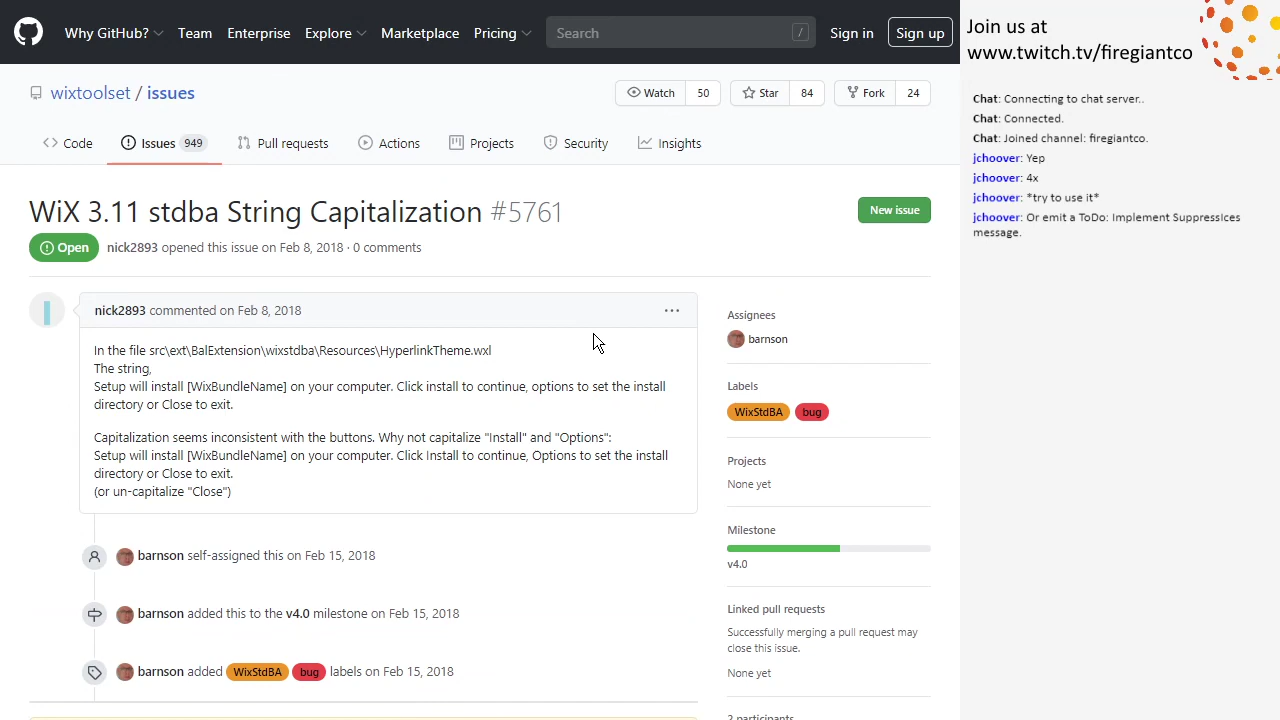 Why GitHub? Team Enterprise Explore Marketplace Pricing Search / Sign in Sign up
wixtoolset / issues
Watch 50 Star 84 Fork 24
Code Issues 949 Pull requests Actions Projects Security Insights
WiX 3.11 stdba String Capitalization #5761
New issue
Open nick2893 opened this issue on Feb 8, 2018 · 0 comments
nick2893 commented on Feb 8, 2018 ...
In the file src\ext\BalExtension\wixstdba\Resources\HyperlinkTheme.wxl
The string,
Setup will install [WixBundleName] on your computer. Click install to continue, options to set the install
directory or Close to exit.
Capitalization seems inconsistent with the buttons. Why not capitalize "Install" and "Options":
Setup will install [WixBundleName] on your computer. Click Install to continue, Options to set the install
directory or Close to exit.
(or un-capitalize "Close")
barnson self-assigned this on Feb 15, 2018
barnson added this to the v4.0 milestone on Feb 15, 2018
barnson added WixStdBA bug labels on Feb 15, 2018
Assignees
barnson
Labels
WixStdBA bug
Projects
None yet
Milestone
v4.0
Linked pull requests
Successfully merging a pull request may
close this issue.
None yet
2 participants
Join us at
www.twitch.tv/firegiantco
Chat: Connecting to chat server..
Chat: Connected.
Chat: Joined channel: firegiantco.
jchoover: Yep
jchoover: 4x
jchoover: *try to use it*
jchoover: Or emit a ToDo: Implement SuppressIces
message.